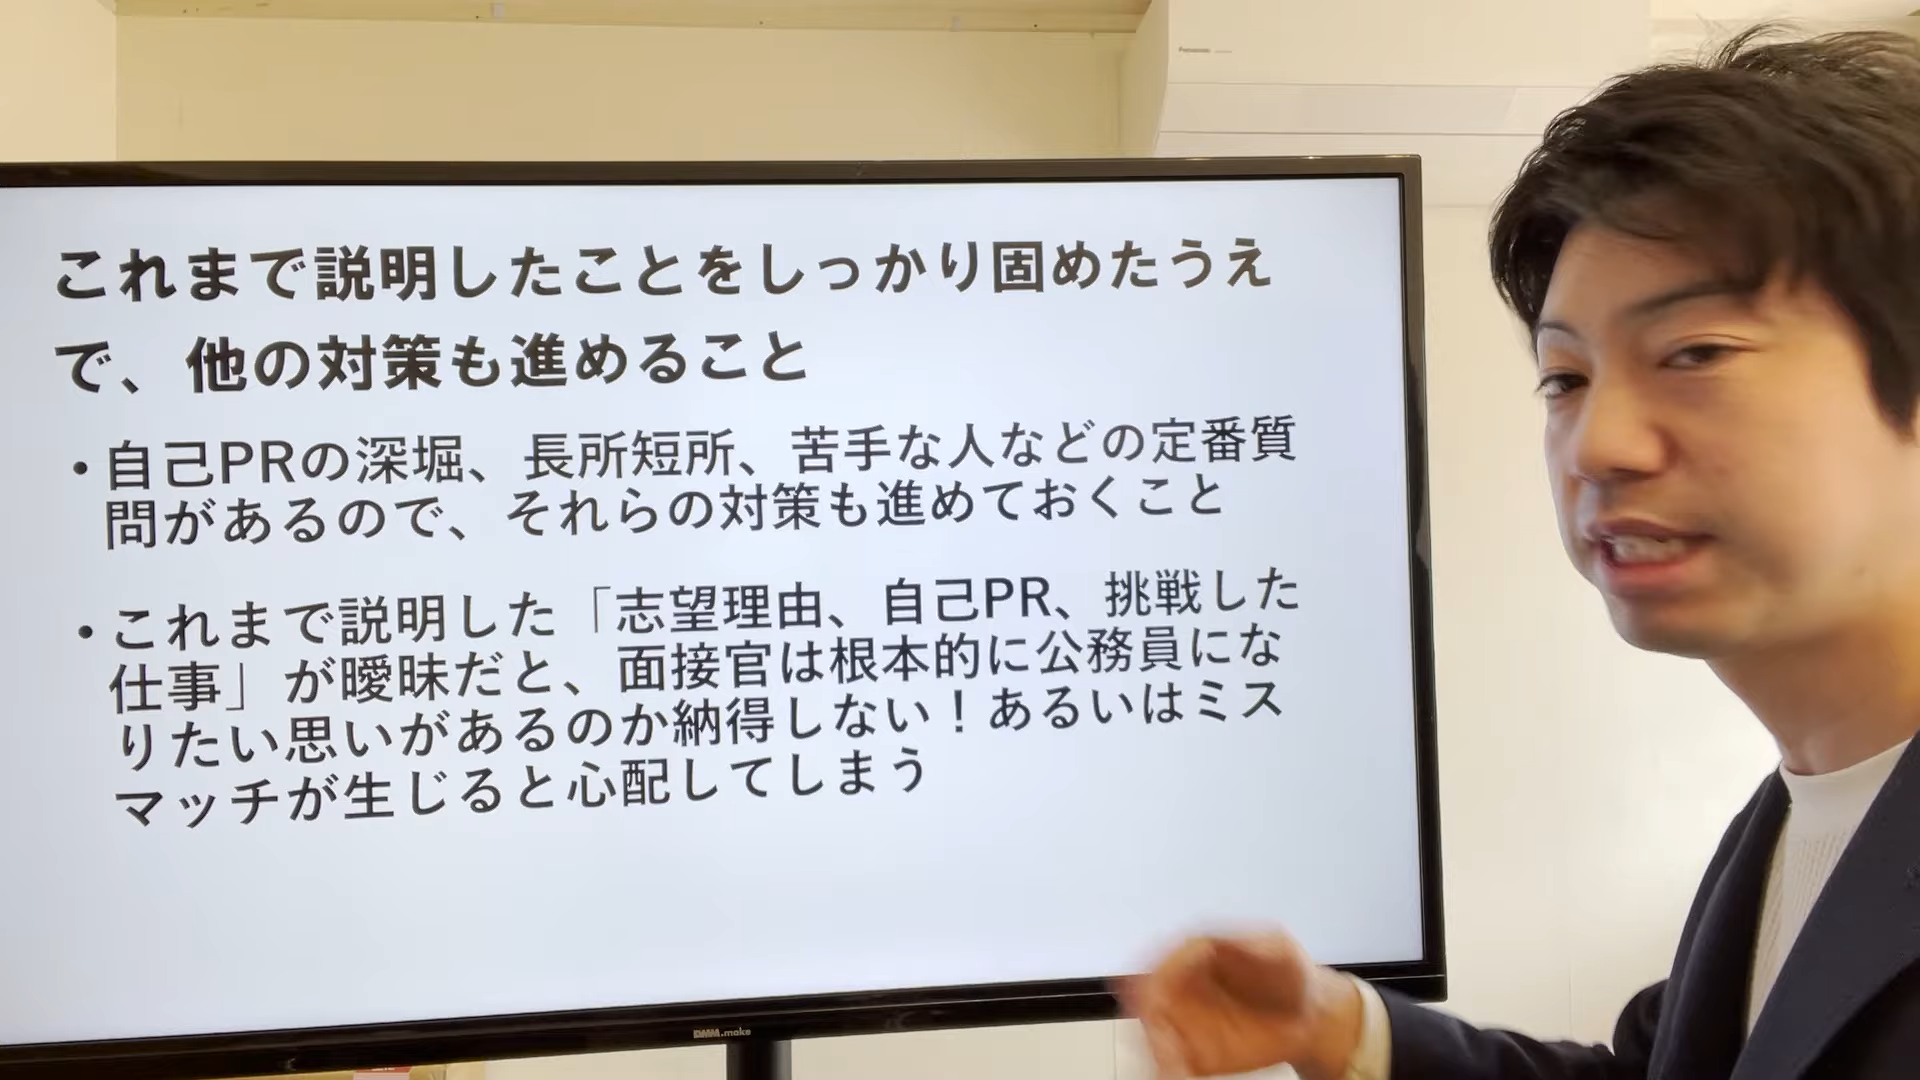 Panasonic
これまで説明したことをしっかり固めたうえ
で、他の対策も進めること
・自己PRの深堀、長所短所、苦手な人などの定番質
問があるので、それらの対策も進めておくこと
・これまで説明した「志望理由、自己PR、挑戦した
仕事」が曖昧だと、面接官は根本的に公務員にな
りたい思いがあるのか納得しない！あるいはミス
マッチが生じると心配してしまう
DMM.make